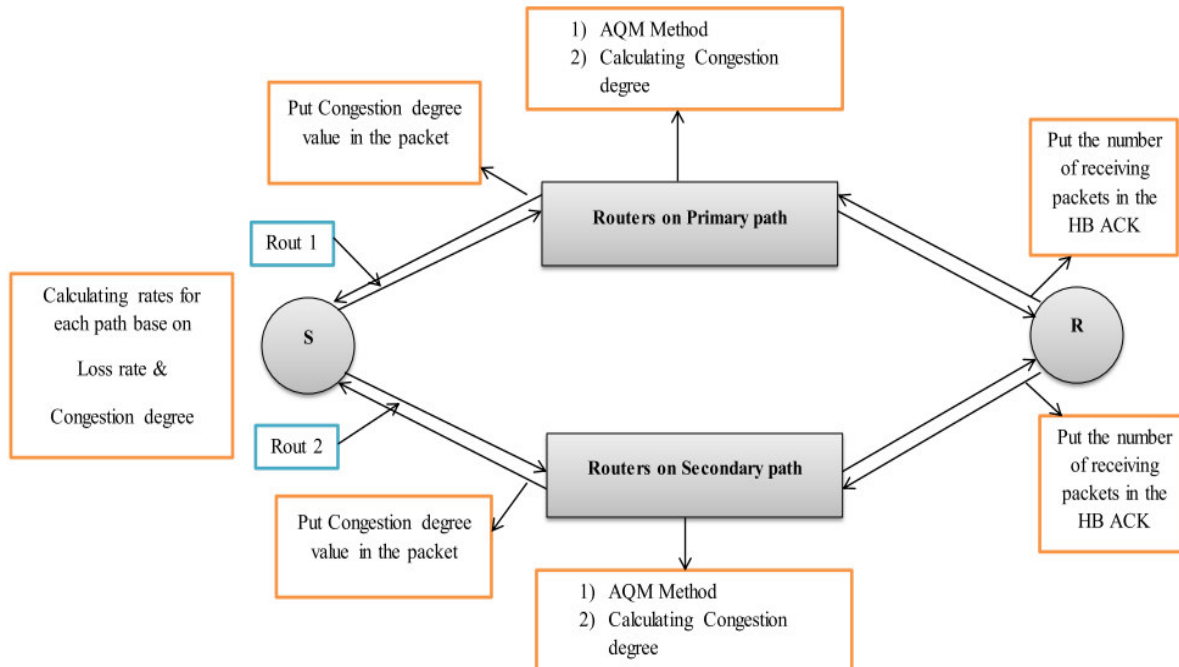 1) AQM Method
2) Calculating Congestion
degree
Put Congestion degree
value in the packet
Put the number
of receiving
packets in the
HB ACK
Routers on Primary path
Rout 1
Calculating rates for
each path base on
Loss rate &
Congestion degree
S
R
Rout 2
Routers on Secondary path
Put the number
of receiving
packets in the
HB ACK
Put Congestion degree
value in the packet
1) AQM Method
2) Calculating Congestion
degree